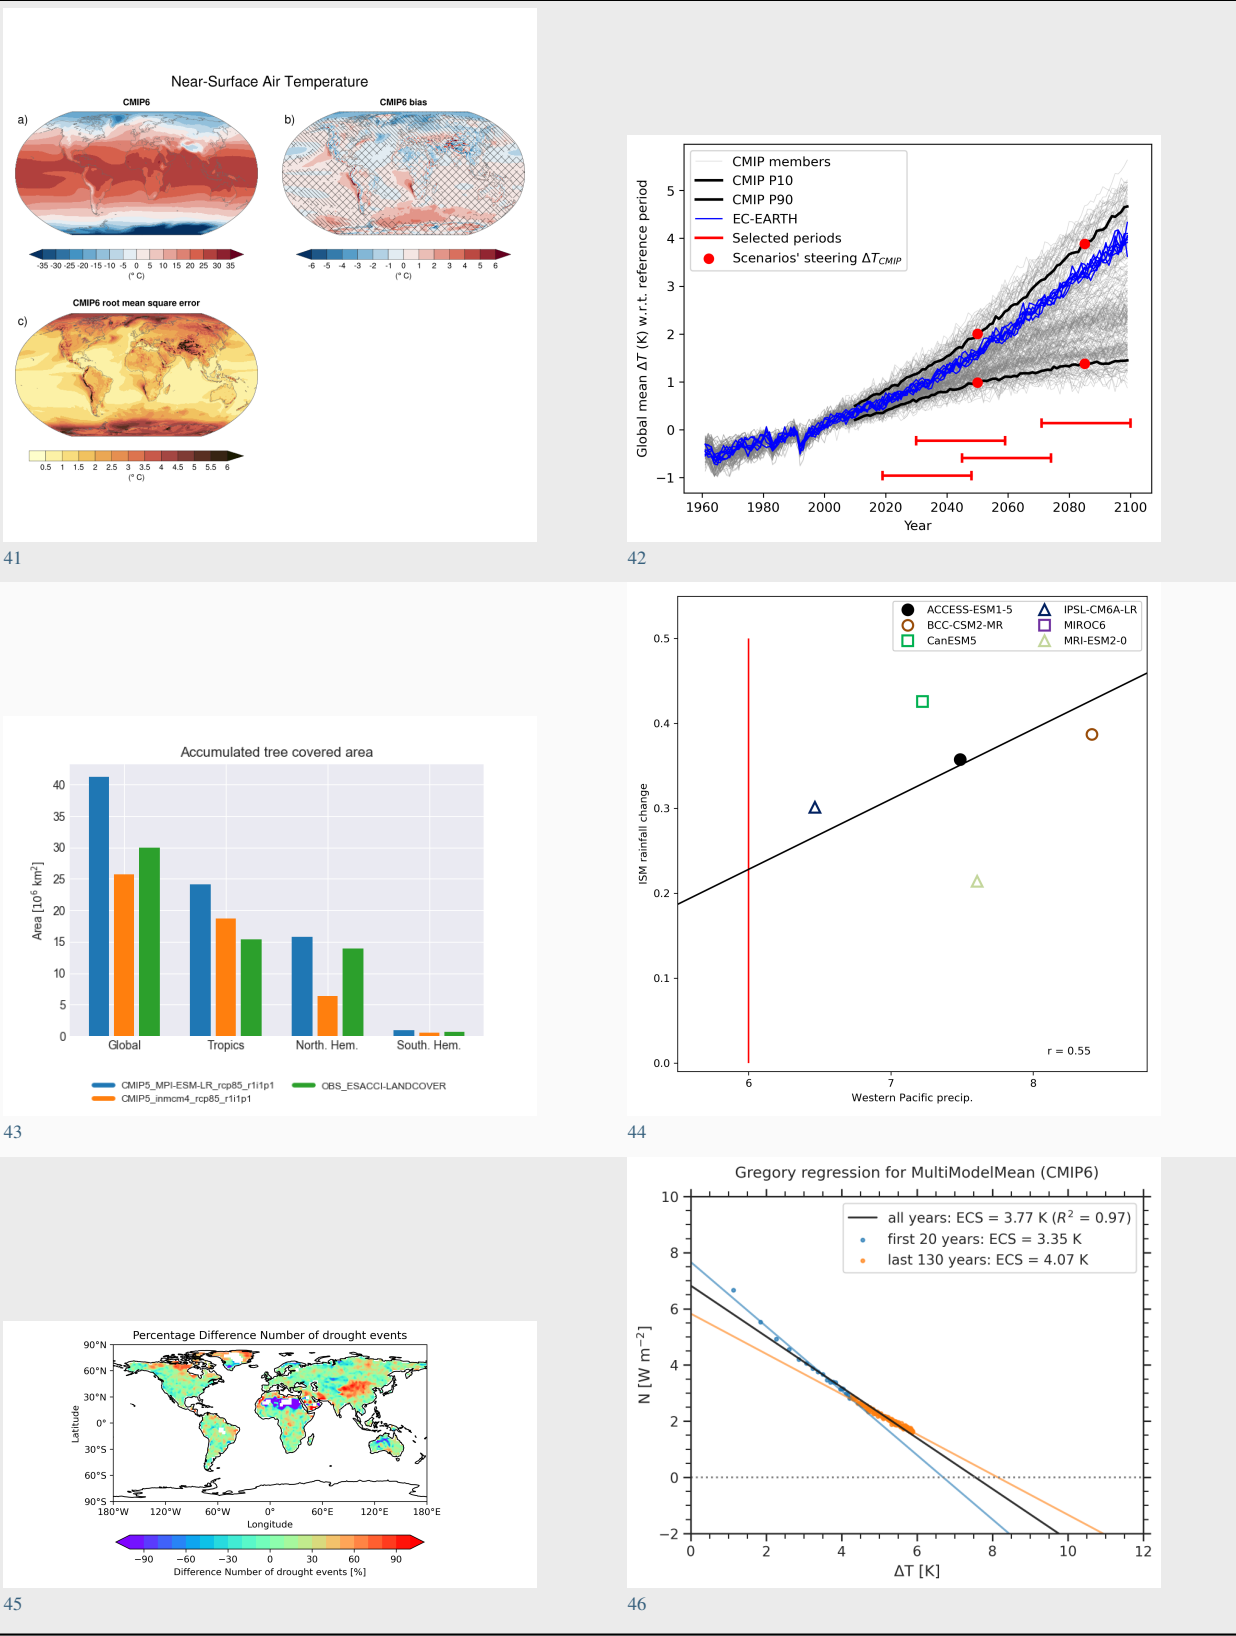 Near-Surface Air Temperature
CMIP6
CMIP6 bias
a)
b)
-35 -30 -25 -20 -15 -10 -5 0 5 10 15 20 25 30 35
(° C)
-6 -5 -4 -3 -2 -1 0 1 2 3 4 5 6
(° C)
CMIP6 root mean square error
c)
0.5 1 1.5 2 2.5 3 3.5 4 4.5 5 5.5 6
(° C)
41
CMIP members
CMIP P10
CMIP P90
EC-EARTH
Selected periods
Scenarios' steering ΔT_CMIP
Global mean ΔT (K) w.r.t. reference period
5
4
3
2
1
0
−1
1960 1980 2000 2020 2040 2060 2080 2100
Year
42
Accumulated tree covered area
Area [10⁶ km²]
40
35
30
25
20
15
10
5
0
Global Tropics North. Hem. South. Hem.
CMIP5_MPI-ESM-LR_rcp85_r1i1p1
CMIP5_inmcm4_rcp85_r1i1p1
OBS_ESACCI-LANDCOVER
43
ACCESS-ESM1-5
BCC-CSM2-MR
CanESM5
IPSL-CM6A-LR
MIROC6
MRI-ESM2-0
ISM rainfall change
0.5
0.4
0.3
0.2
0.1
0.0
r = 0.55
6 7 8
Western Pacific precip.
44
Percentage Difference Number of drought events
Latitude
90°N
60°N
30°N
0°
30°S
60°S
90°S
180°W 120°W 60°W 0° 60°E 120°E 180°E
Longitude
−90 −60 −30 0 30 60 90
Difference Number of drought events [%]
45
Gregory regression for MultiModelMean (CMIP6)
all years: ECS = 3.77 K (R² = 0.97)
first 20 years: ECS = 3.35 K
last 130 years: ECS = 4.07 K
N [W m⁻²]
10
8
6
4
2
0
−2
0 2 4 6 8 10 12
ΔT [K]
46